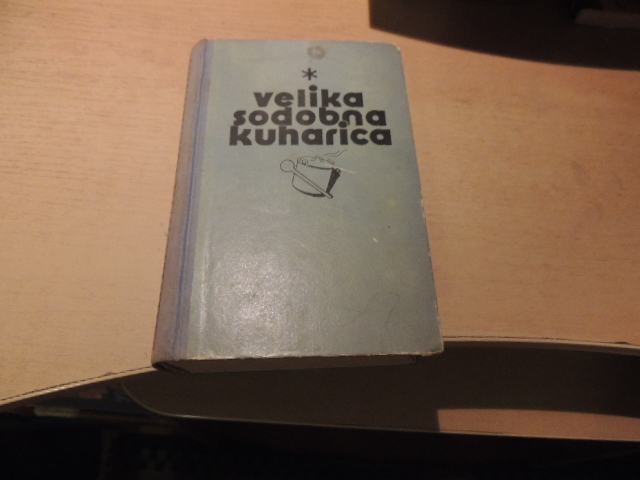 *
velika
sodobna
kuharica